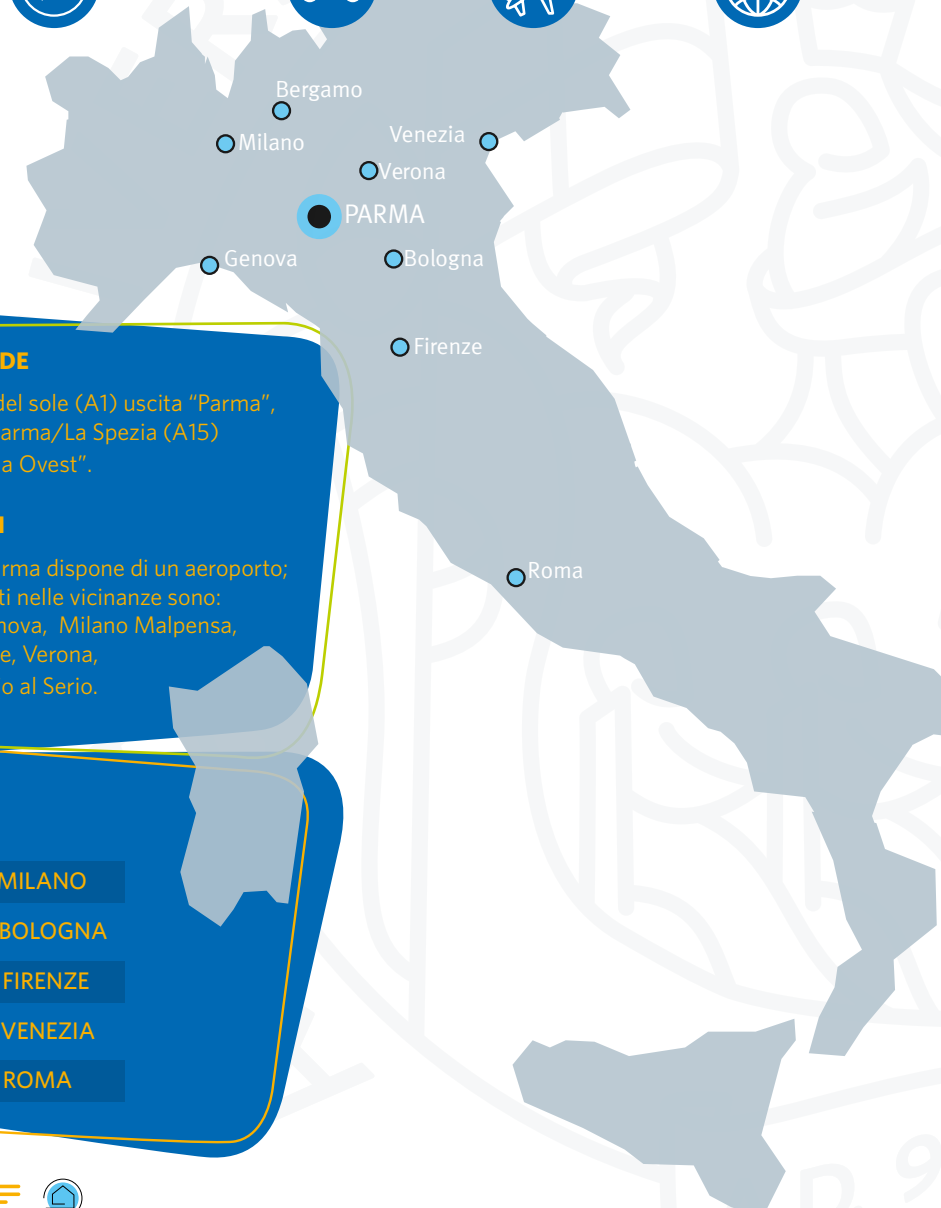 Bergamo
Milano
Venezia
Verona
PARMA
Genova
Bologna
Firenze
DE
del sole (A1) uscita “Parma”,
arma/La Spezia (A15)
a Ovest”.
I
rma dispone di un aeroporto;
ti nelle vicinanze sono:
nova, Milano Malpensa,
e, Verona,
o al Serio.
Roma
MILANO
BOLOGNA
FIRENZE
VENEZIA
ROMA
p. 9